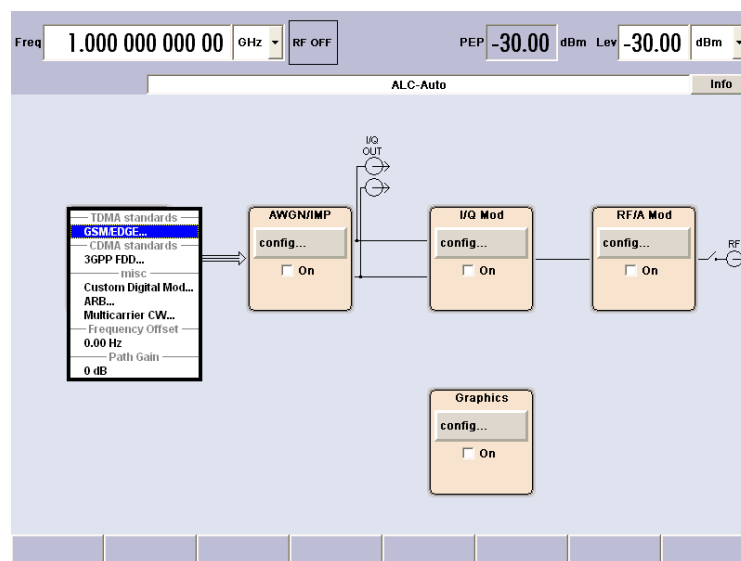 Freq 1.000 000 000 00 GHz RF OFF PEP -30.00 dBm Lev -30.00 dBm
ALC-Auto Info
I/Q
OUT
TDMA standards
GSM/EDGE...
CDMA standards
3GPP FDD...
misc
Custom Digital Mod...
ARB...
Multicarrier CW...
Frequency Offset
0.00 Hz
Path Gain
0 dB
AWGN/IMP
config...
On
I/Q Mod
config...
On
RF/A Mod
config...
On
RF
Graphics
config...
On